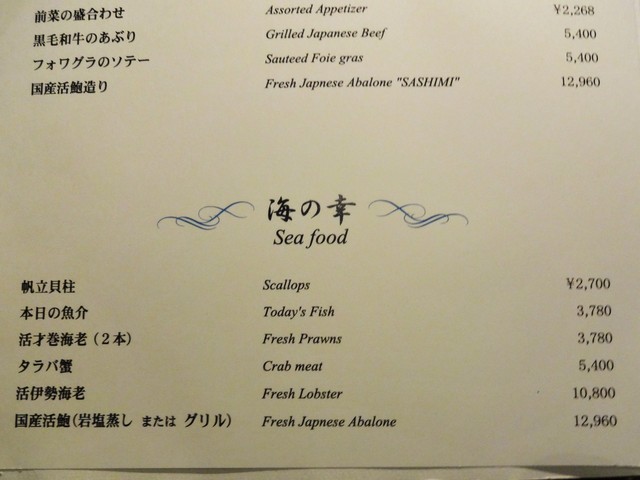 前菜の盛合わせ Assorted Appetizer ¥2,268
黒毛和牛のあぶり Grilled Japanese Beef 5,400
フォワグラのソテー Sauteed Foie gras 5,400
国産活鮑造り Fresh Japnese Abalone "SASHIMI" 12,960
海の幸
Sea food
帆立貝柱 Scallops ¥2,700
本日の魚介 Today's Fish 3,780
活才巻海老（２本） Fresh Prawns 3,780
タラバ蟹 Crab meat 5,400
活伊勢海老 Fresh Lobster 10,800
国産活鮑（岩塩蒸し または グリル） Fresh Japnese Abalone 12,960